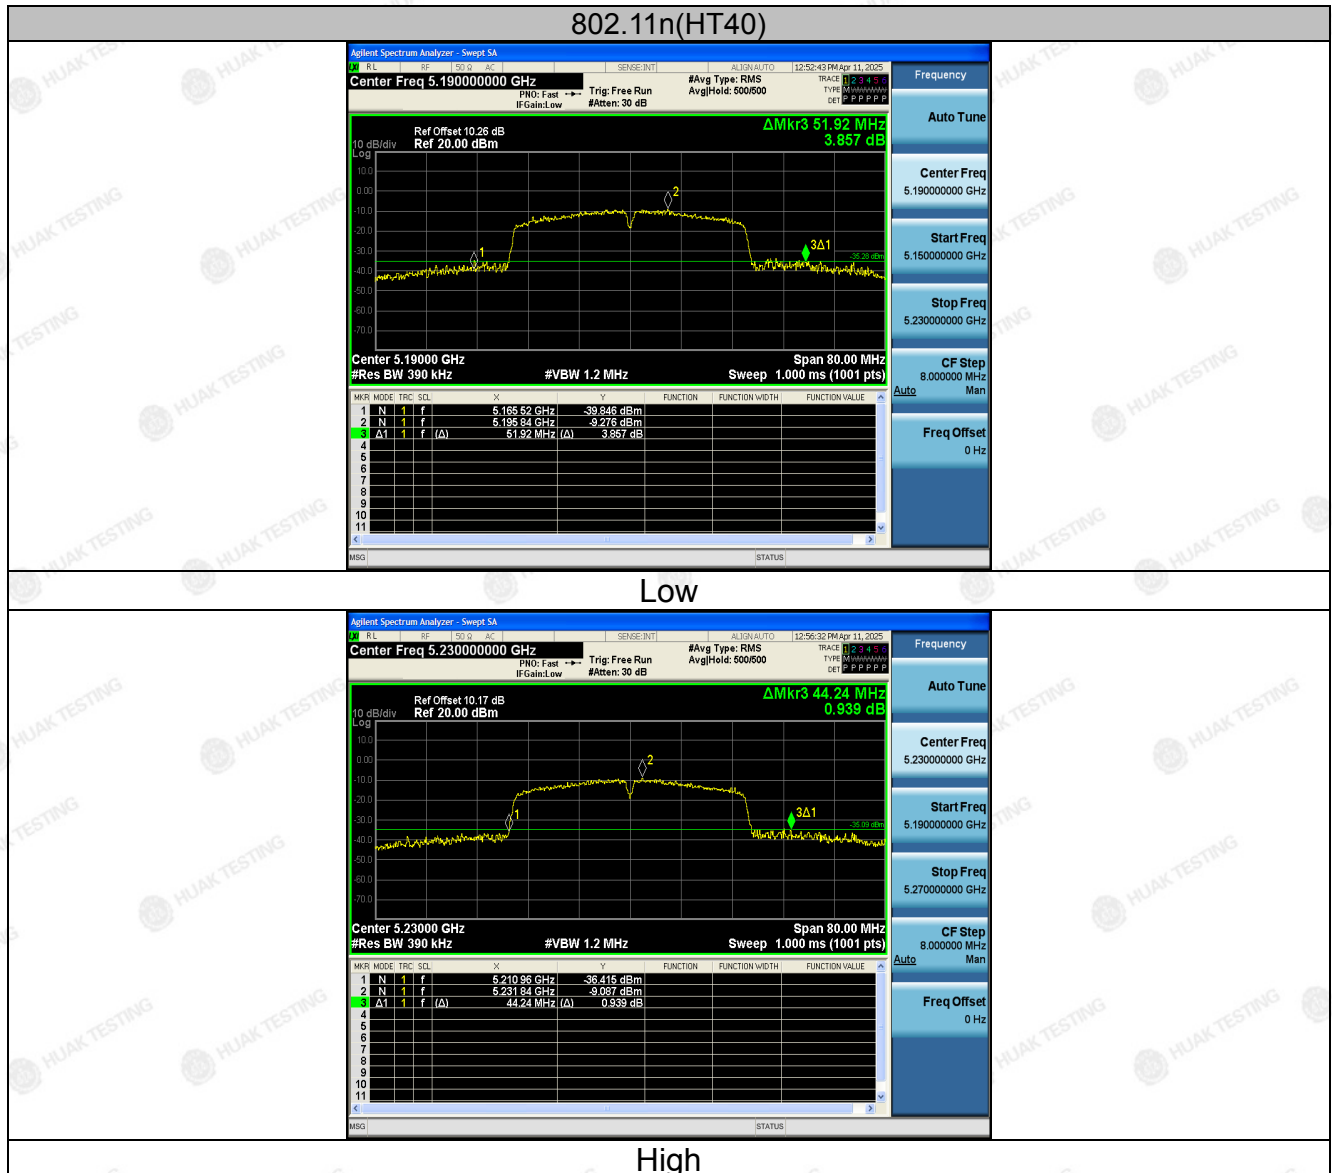 802.11n(HT40)
Agilent Spectrum Analyzer - Swept SA
LXI RL RF 50 Ω AC SENSE:INT ALIGN AUTO 12:52:43 PM Apr 11, 2025
Center Freq 5.190000000 GHz
PNO: Fast
IFGain:Low
Trig: Free Run
#Atten: 30 dB
#Avg Type: RMS
Avg|Hold: 500/500
TRACE 1 2 3 4 5 6
TYPE M WWWWW
DET P P P P P P
Frequency
Auto Tune
Center Freq
5.190000000 GHz
Start Freq
5.150000000 GHz
Stop Freq
5.230000000 GHz
CF Step
8.000000 MHz
Auto Man
Freq Offset
0 Hz
ΔMkr3 51.92 MHz
3.857 dB
Ref Offset 10.26 dB
10 dB/div Ref 20.00 dBm
Log
10.0
0.00
-10.0
-20.0
-30.0
-40.0
-50.0
-60.0
-70.0
1
2
3Δ1
-35.28 dBm
Center 5.19000 GHz Span 80.00 MHz
#Res BW 390 kHz #VBW 1.2 MHz Sweep 1.000 ms (1001 pts)
MKR MODE TRC SCL X Y FUNCTION FUNCTION WIDTH FUNCTION VALUE
1 N 1 f 5.165 52 GHz -39.846 dBm
2 N 1 f 5.195 84 GHz -9.276 dBm
3 Δ1 1 f (Δ) 51.92 MHz (Δ) 3.857 dB
4
5
6
7
8
9
10
11
MSG STATUS
Low
Agilent Spectrum Analyzer - Swept SA
LXI RL RF 50 Ω AC SENSE:INT ALIGN AUTO 12:56:32 PM Apr 11, 2025
Center Freq 5.230000000 GHz
PNO: Fast
IFGain:Low
Trig: Free Run
#Atten: 30 dB
#Avg Type: RMS
Avg|Hold: 500/500
TRACE 1 2 3 4 5 6
TYPE M WWWWW
DET P P P P P P
Frequency
Auto Tune
Center Freq
5.230000000 GHz
Start Freq
5.190000000 GHz
Stop Freq
5.270000000 GHz
CF Step
8.000000 MHz
Auto Man
Freq Offset
0 Hz
ΔMkr3 44.24 MHz
0.939 dB
Ref Offset 10.17 dB
10 dB/div Ref 20.00 dBm
Log
10.0
0.00
-10.0
-20.0
-30.0
-40.0
-50.0
-60.0
-70.0
1
2
3Δ1
-35.09 dBm
Center 5.23000 GHz Span 80.00 MHz
#Res BW 390 kHz #VBW 1.2 MHz Sweep 1.000 ms (1001 pts)
MKR MODE TRC SCL X Y FUNCTION FUNCTION WIDTH FUNCTION VALUE
1 N 1 f 5.210 96 GHz -36.415 dBm
2 N 1 f 5.231 84 GHz -9.087 dBm
3 Δ1 1 f (Δ) 44.24 MHz (Δ) 0.939 dB
4
5
6
7
8
9
10
11
MSG STATUS
High
HUAK TESTING